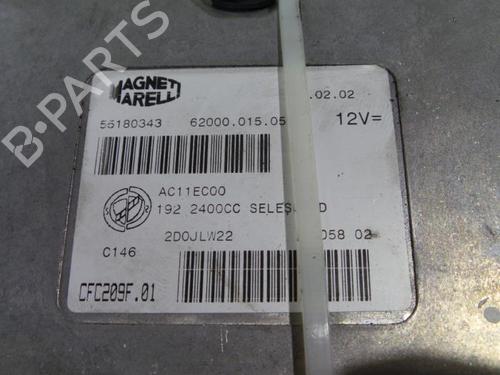 MAGNETI
MARELLI
.02.02
55180343 62000.015.05
12V=
AC11EC00
192 2400CC
2D0JLW22
058 02
C146
CFC209F.01
B-PARTS